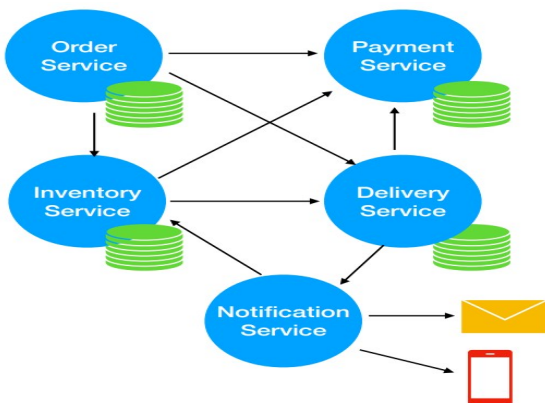 Order
Service
Payment
Service
Inventory
Service
Delivery
Service
Notification
Service